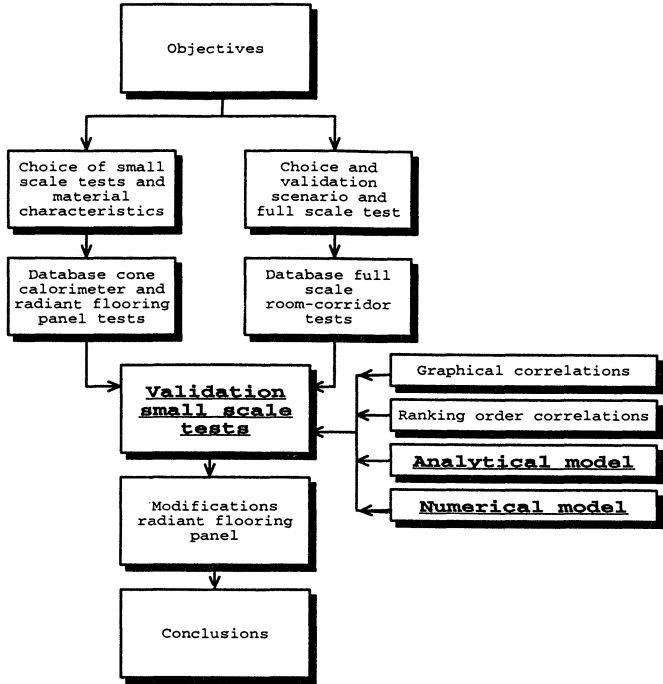 Objectives
Choice of small
scale tests and
material
characteristics
Choice and
validation
scenario and
full scale test
Database cone
calorimeter and
radiant flooring
panel tests
Database full
scale
room-corridor
tests
Validation
small scale
tests
Graphical correlations
Ranking order correlations
Analytical model
Numerical model
Modifications
radiant flooring
panel
Conclusions